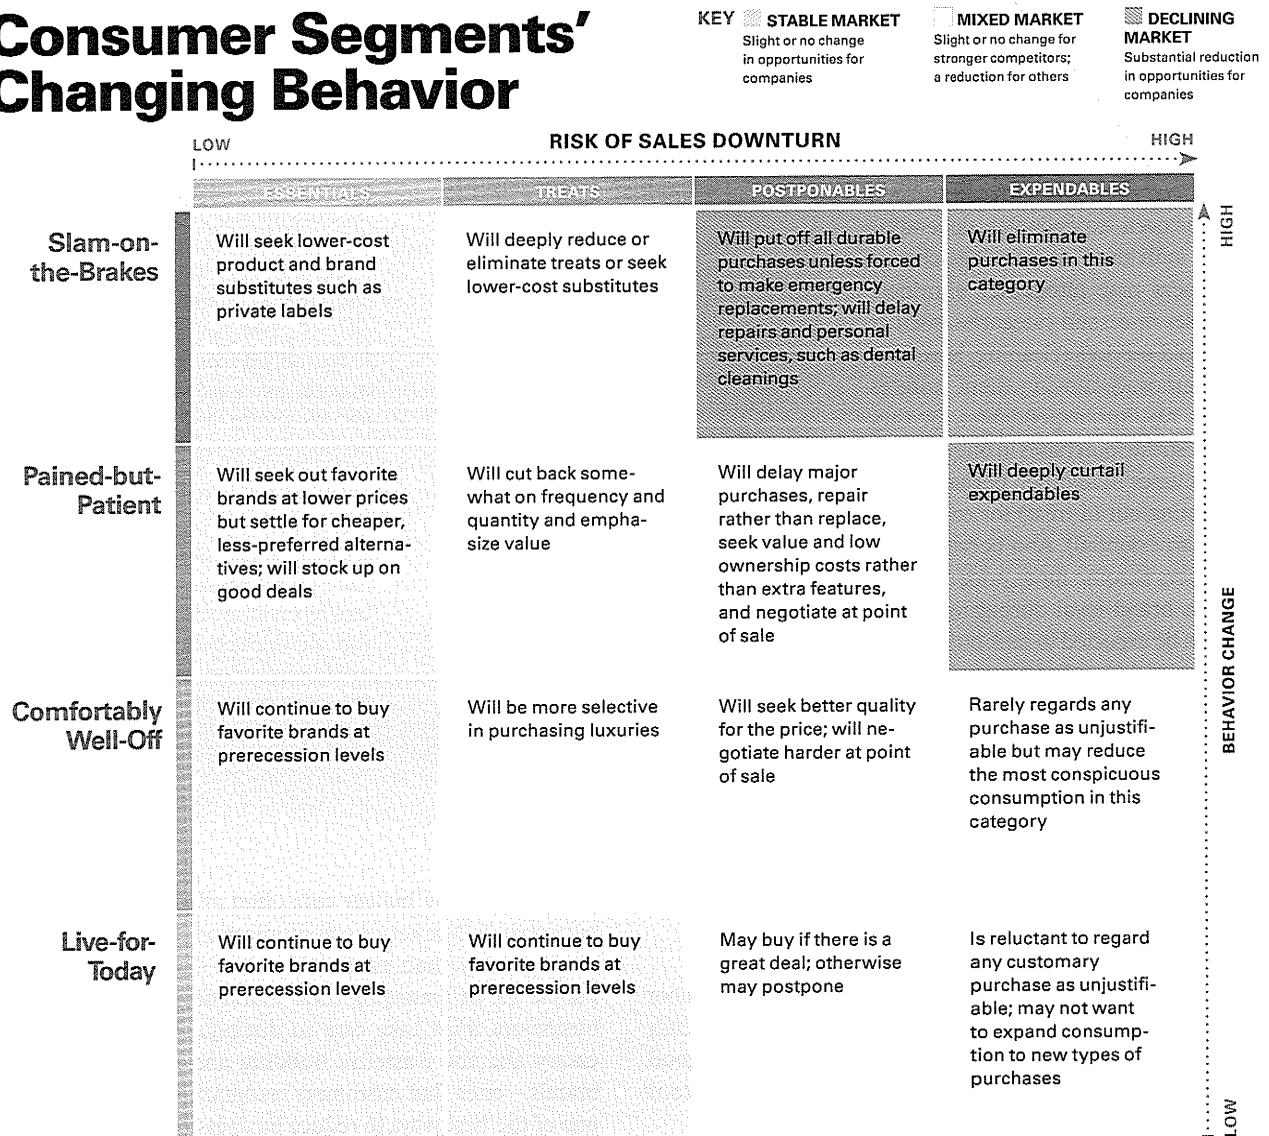 Consumer Segments'
Changing Behavior
KEY
STABLE MARKET
Slight or no change
in opportunities for
companies
MIXED MARKET
Slight or no change for
stronger competitors;
a reduction for others
DECLINING
MARKET
Substantial reduction
in opportunities for
companies
LOW
RISK OF SALES DOWNTURN
HIGH
ESSENTIALS
TREATS
POSTPONABLES
EXPENDABLES
Slam-on-
the-Brakes
Will seek lower-cost
product and brand
substitutes such as
private labels
Will deeply reduce or
eliminate treats or seek
lower-cost substitutes
Will put off all durable
purchases unless forced
to make emergency
replacements; will delay
repairs and personal
services, such as dental
cleanings
Will eliminate
purchases in this
category
Pained-but-
Patient
Will seek out favorite
brands at lower prices
but settle for cheaper,
less-preferred alterna-
tives; will stock up on
good deals
Will cut back some-
what on frequency and
quantity and empha-
size value
Will delay major
purchases, repair
rather than replace,
seek value and low
ownership costs rather
than extra features,
and negotiate at point
of sale
Will deeply curtail
expendables
Comfortably
Well-Off
Will continue to buy
favorite brands at
prerecession levels
Will be more selective
in purchasing luxuries
Will seek better quality
for the price; will ne-
gotiate harder at point
of sale
Rarely regards any
purchase as unjustifi-
able but may reduce
the most conspicuous
consumption in this
category
Live-for-
Today
Will continue to buy
favorite brands at
prerecession levels
Will continue to buy
favorite brands at
prerecession levels
May buy if there is a
great deal; otherwise
may postpone
Is reluctant to regard
any customary
purchase as unjustifi-
able; may not want
to expand consump-
tion to new types of
purchases
HIGH
BEHAVIOR CHANGE
LOW